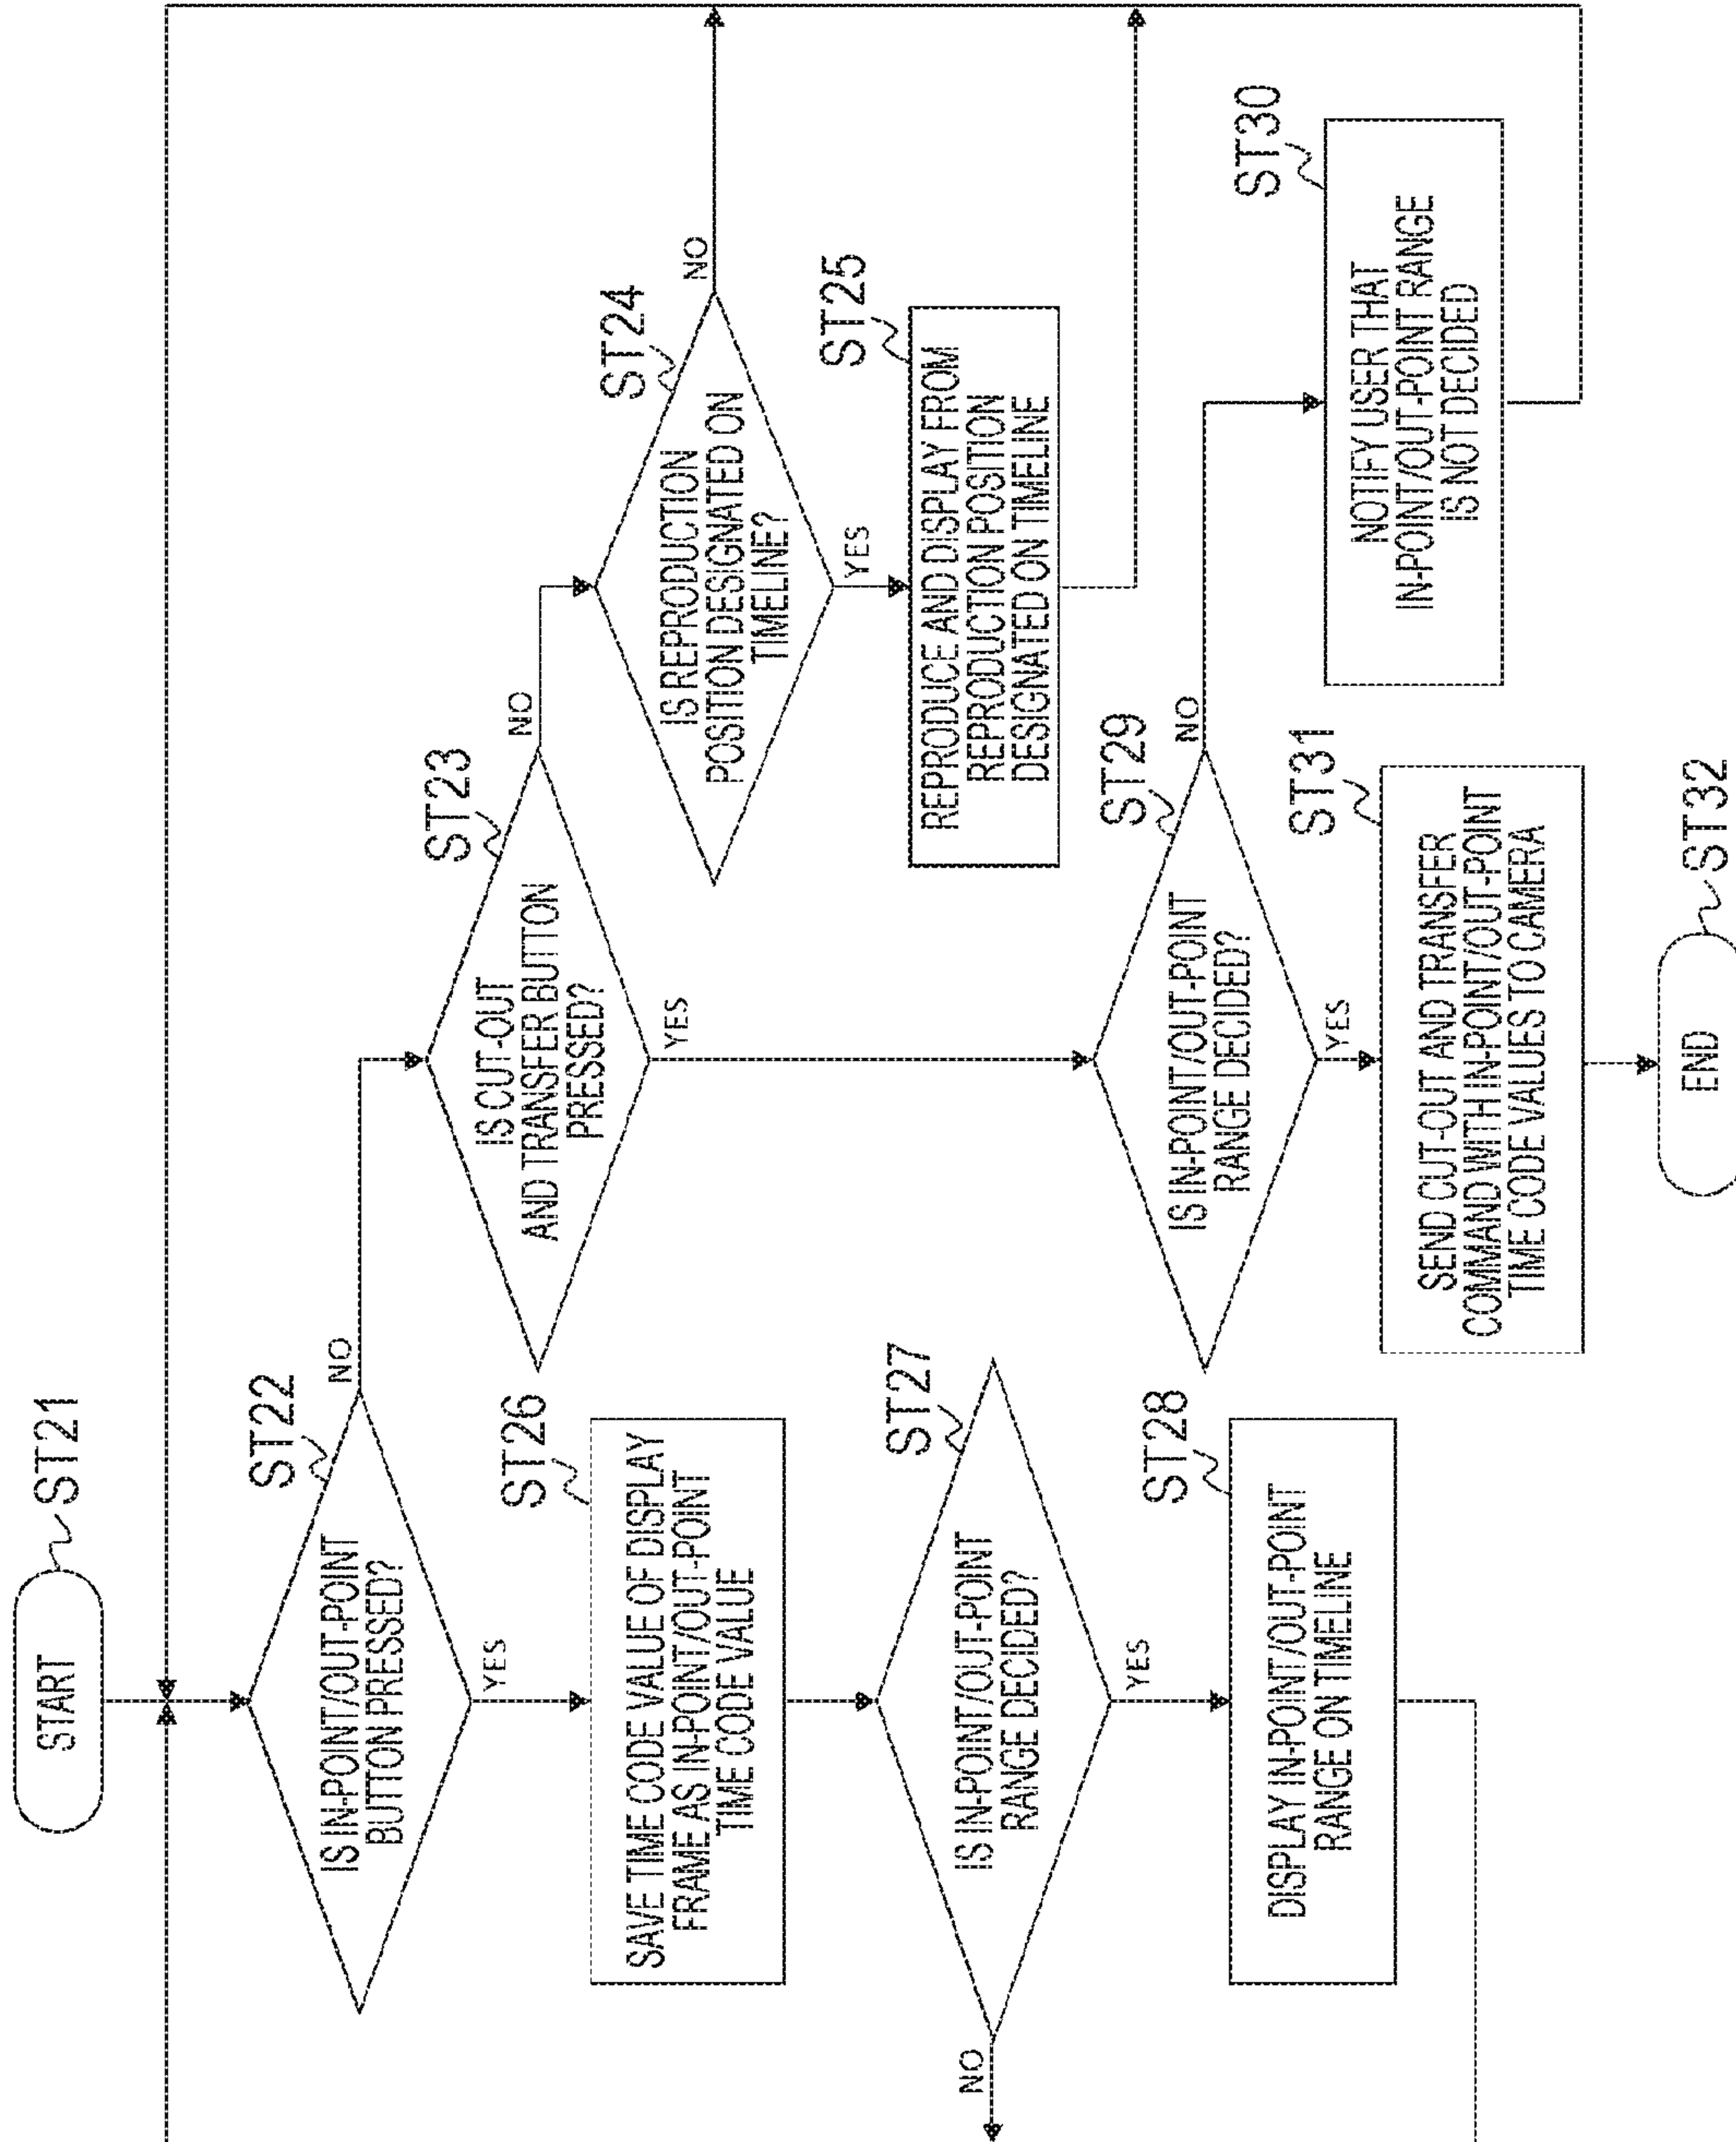 START
ST21
IS IN-POINT/OUT-POINT
BUTTON PRESSED?
ST22
NO
YES
IS CUT-OUT
AND TRANSFER BUTTON
PRESSED?
ST23
NO
YES
IS REPRODUCTION
POSITION DESIGNATED ON
TIMELINE?
ST24
NO
YES
REPRODUCE AND DISPLAY FROM
REPRODUCTION POSITION
DESIGNATED ON TIMELINE
ST25
SAVE TIME CODE VALUE OF DISPLAY
FRAME AS IN-POINT/OUT-POINT
TIME CODE VALUE
ST26
IS IN-POINT/OUT-POINT
RANGE DECIDED?
ST27
NO
YES
DISPLAY IN-POINT/OUT-POINT
RANGE ON TIMELINE
ST28
IS IN-POINT/OUT-POINT
RANGE DECIDED?
ST29
NO
YES
NOTIFY USER THAT
IN-POINT/OUT-POINT RANGE
IS NOT DECIDED
ST30
SEND CUT-OUT AND TRANSFER
COMMAND WITH IN-POINT/OUT-POINT
TIME CODE VALUES TO CAMERA
ST31
END
ST32